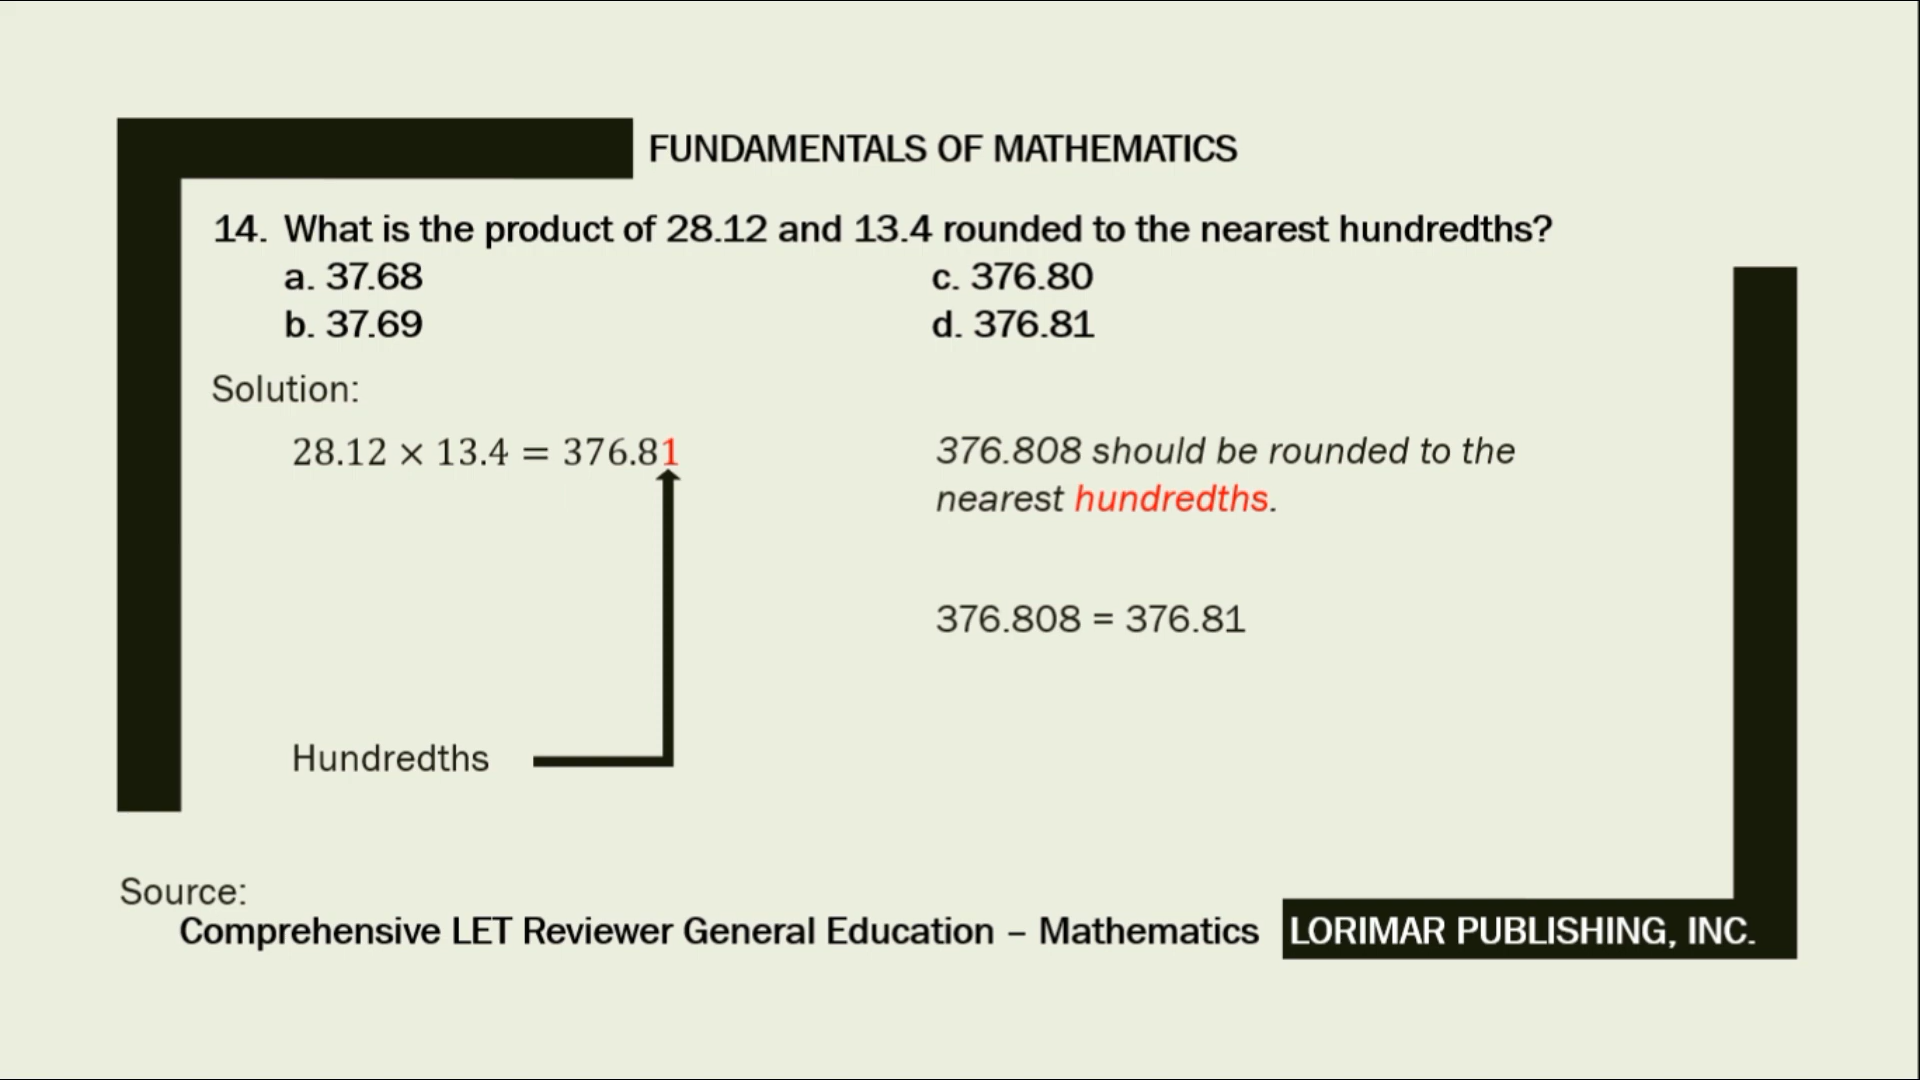 FUNDAMENTALS OF MATHEMATICS
14. What is the product of 28.12 and 13.4 rounded to the nearest hundredths?
a. 37.68 c. 376.80
b. 37.69 d. 376.81
Solution:
28.12 × 13.4 = 376.81
376.808 should be rounded to the
nearest hundredths.
376.808 = 376.81
Hundredths
Source:
Comprehensive LET Reviewer General Education – Mathematics LORIMAR PUBLISHING, INC.